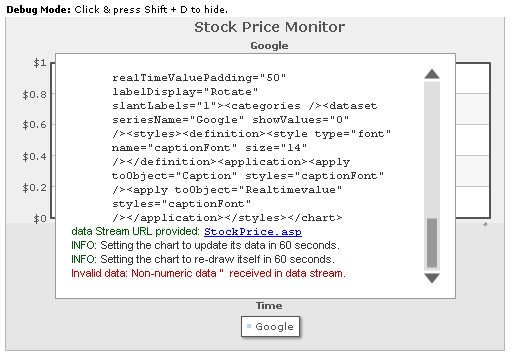 Debug Mode: Click & press Shift + D to hide.
Stock Price Monitor
Google
$1
$0.8
$0.6
$0.4
$0.2
$0
realTimeValuePadding="50"
labelDisplay="Rotate"
slantLabels="1"><categories /><dataset
seriesName="Google" showValues="0"
/><styles><definition><style type="font"
name="captionFont" size="14"
/></definition><application><apply
toObject="Caption" styles="captionFont"
/><apply toObject="Realtimevalue"
styles="captionFont"
/></application></styles></chart>
data Stream URL provided: StockPrice.asp
INFO: Setting the chart to update its data in 60 seconds.
INFO: Setting the chart to re-draw itself in 60 seconds.
Invalid data: Non-numeric data '' received in data stream.
Time
Google